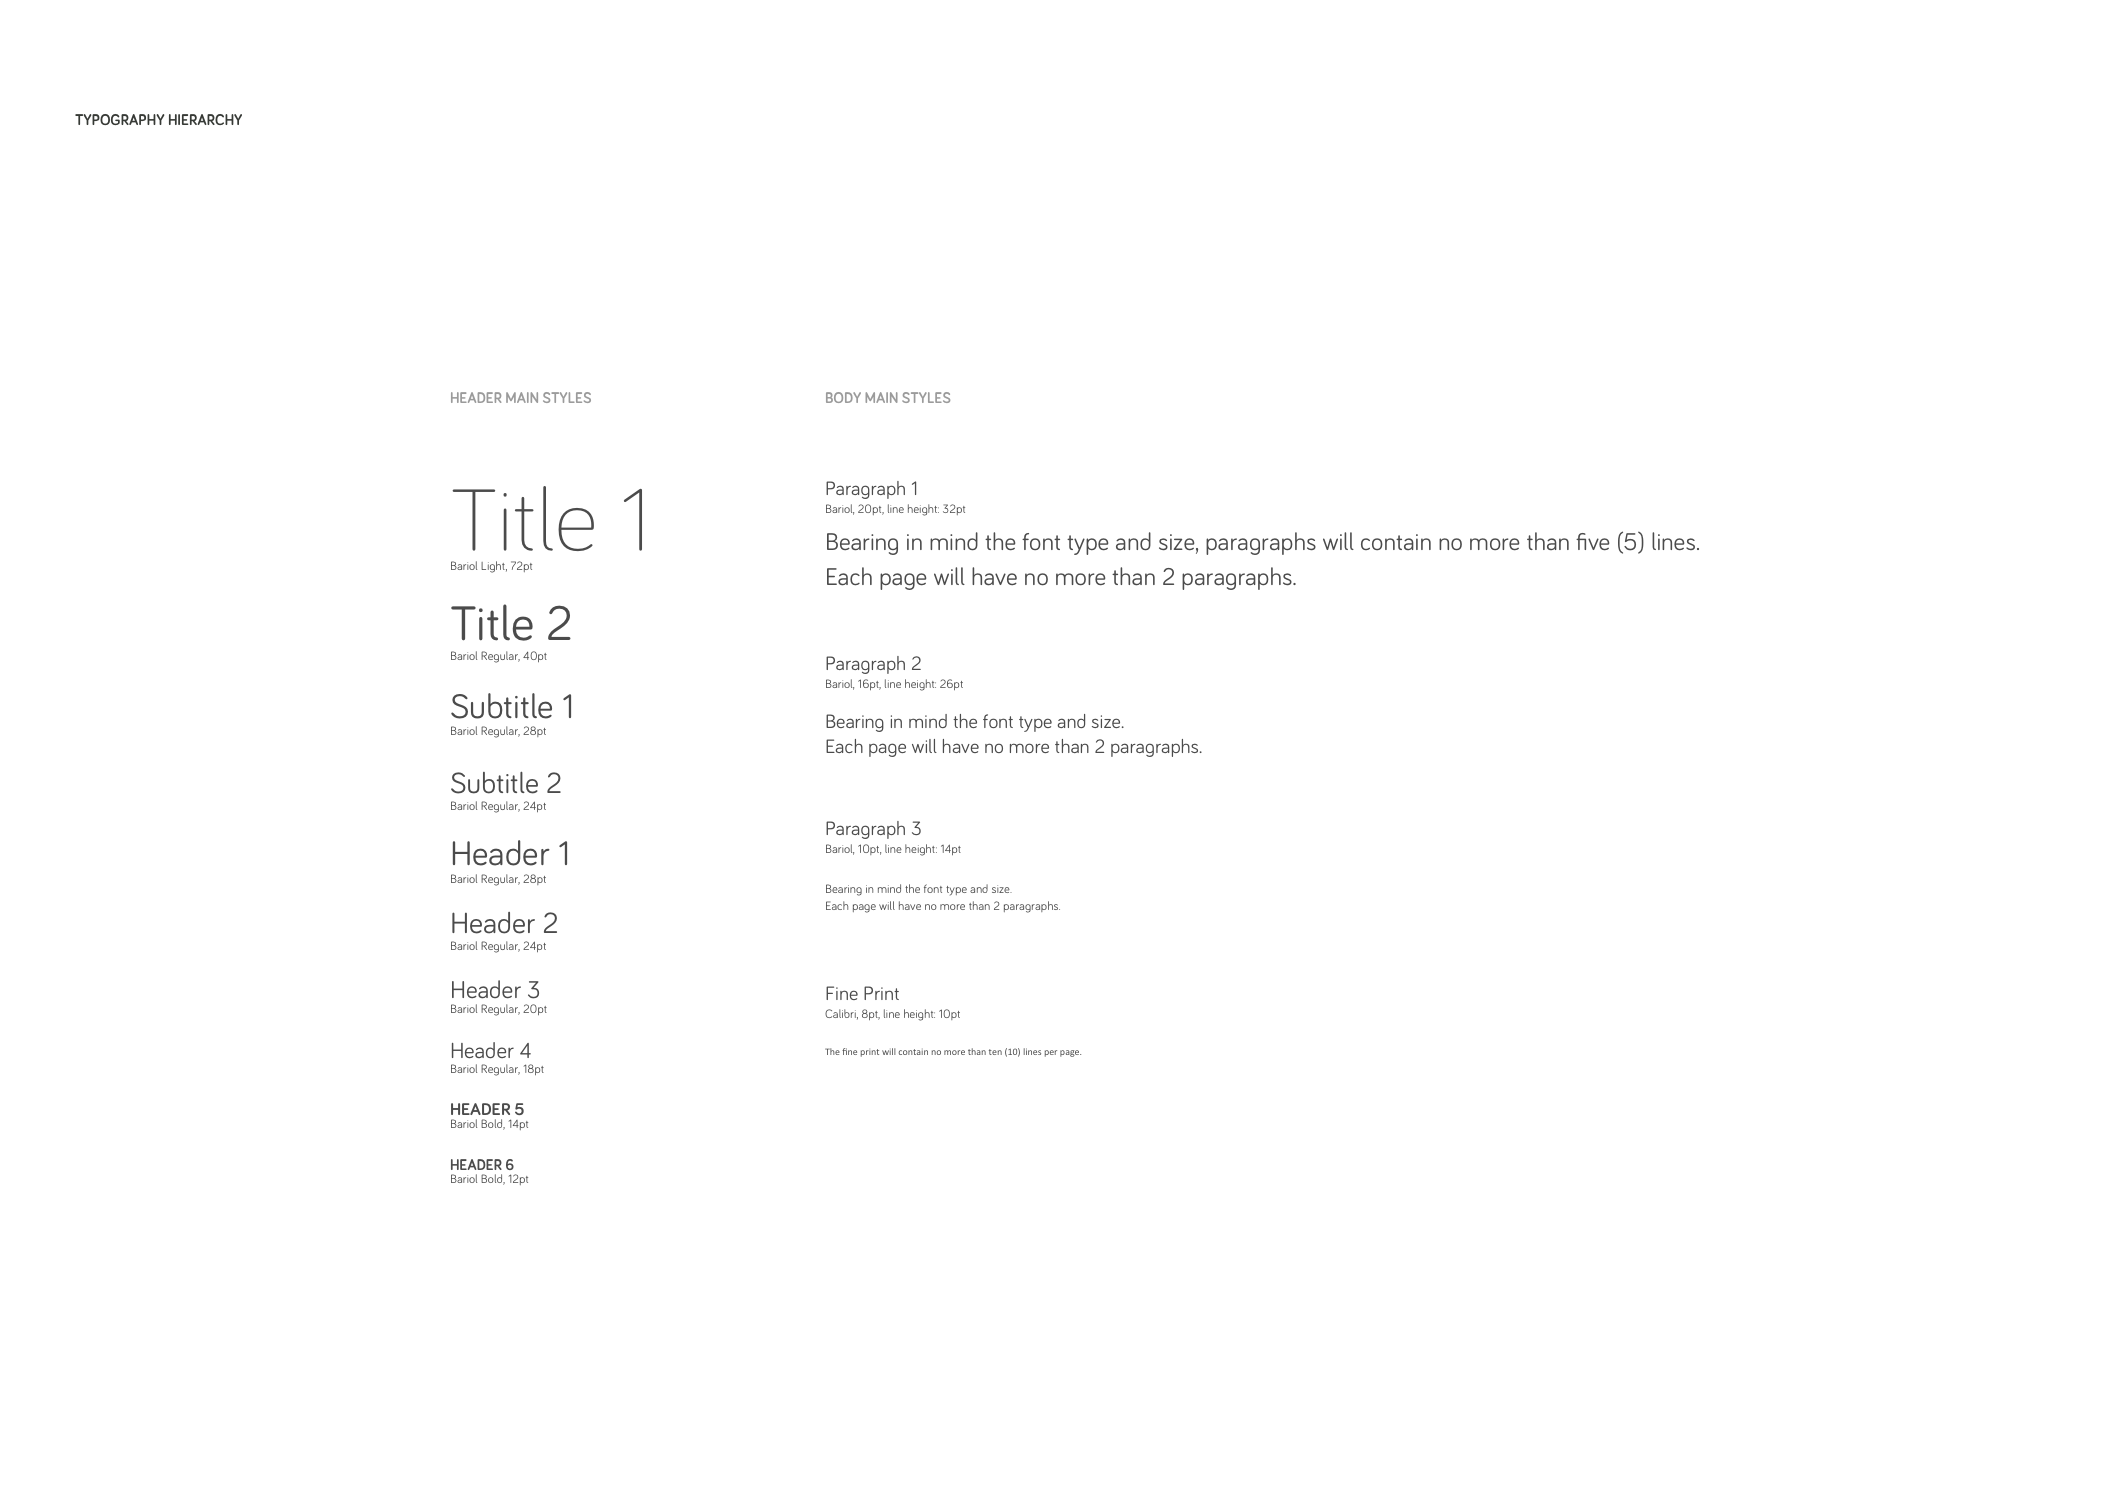 TYPOGRAPHY HIERARCHY
HEADER MAIN STYLES
Title 1
Bariol Light, 72pt
Title 2
Bariol Regular, 40pt
Subtitle 1
Bariol Regular, 28pt
Subtitle 2
Bariol Regular, 24pt
Header 1
Bariol Regular, 28pt
Header 2
Bariol Regular, 24pt
Header 3
Bariol Regular, 20pt
Header 4
Bariol Regular, 18pt
HEADER 5
Bariol Bold, 14pt
HEADER 6
Bariol Bold, 12pt
BODY MAIN STYLES
Paragraph 1
Bariol, 20pt, line height: 32pt
Bearing in mind the font type and size, paragraphs will contain no more than five (5) lines.
Each page will have no more than 2 paragraphs.
Paragraph 2
Bariol, 16pt, line height: 26pt
Bearing in mind the font type and size.
Each page will have no more than 2 paragraphs.
Paragraph 3
Bariol, 10pt, line height: 14pt
Bearing in mind the font type and size.
Each page will have no more than 2 paragraphs.
Fine Print
Calibri, 8pt, line height: 10pt
The fine print will contain no more than ten (10) lines per page.